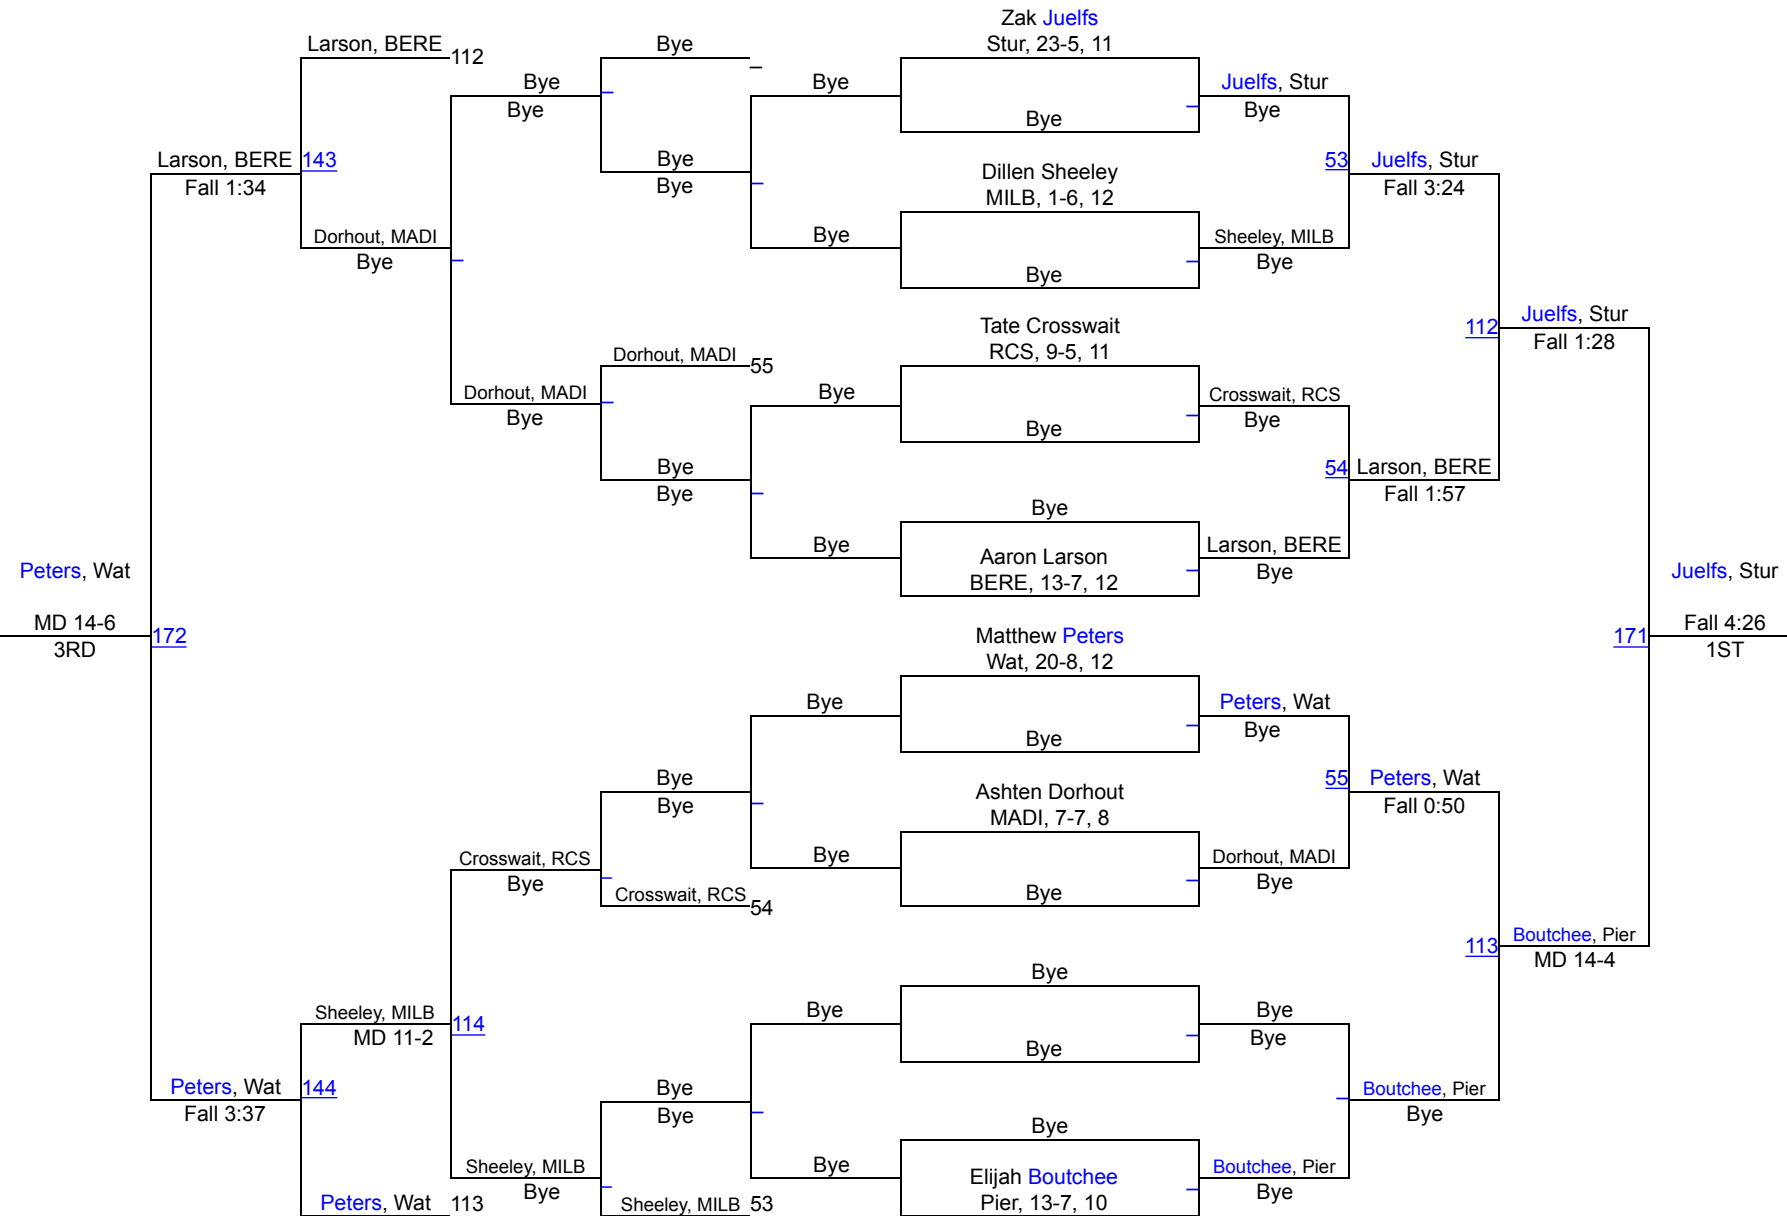 Zak Juelfs
Larson, BERE
Bye
Stur, 23-5, 11
112
Bye
Bye
Juelfs, Stur
Bye
Bye
Bye
Larson, BERE
143
Bye
53
Juelfs, Stur
Fall 1:34
Bye
Dillen Sheeley
Fall 3:24
MILB, 1-6, 12
Dorhout, MADI
Bye
Sheeley, MILB
Bye
Bye
Bye
Juelfs, Stur
Tate Crosswait
112
Fall 1:28
Dorhout, MADI
55
RCS, 9-5, 11
Dorhout, MADI
Bye
Crosswait, RCS
Bye
Bye
Bye
Bye
54
Larson, BERE
Bye
Fall 1:57
Bye
Bye
Aaron Larson
Larson, BERE
Peters, Wat
BERE, 13-7, 12
Bye
Juelfs, Stur
MD 14-6
172
Matthew Peters
171
Fall 4:26
3RD
Wat, 20-8, 12
1ST
Bye
Peters, Wat
Bye
Bye
Bye
55
Peters, Wat
Bye
Ashten Dorhout
Fall 0:50
MADI, 7-7, 8
Crosswait, RCS
Bye
Dorhout, MADI
Bye
Crosswait, RCS
54
Bye
Bye
Boutchee, Pier
113
MD 14-4
Bye
Sheeley, MILB
114
Bye
Bye
MD 11-2
Bye
Bye
Peters, Wat
144
Bye
Boutchee, Pier
Fall 3:37
Bye
Bye
Bye
Sheeley, MILB
Bye
Elijah Boutchee
Boutchee, Pier
Bye
Bye
Peters, Wat
113
Sheeley, MILB
53
Pier, 13-7, 10